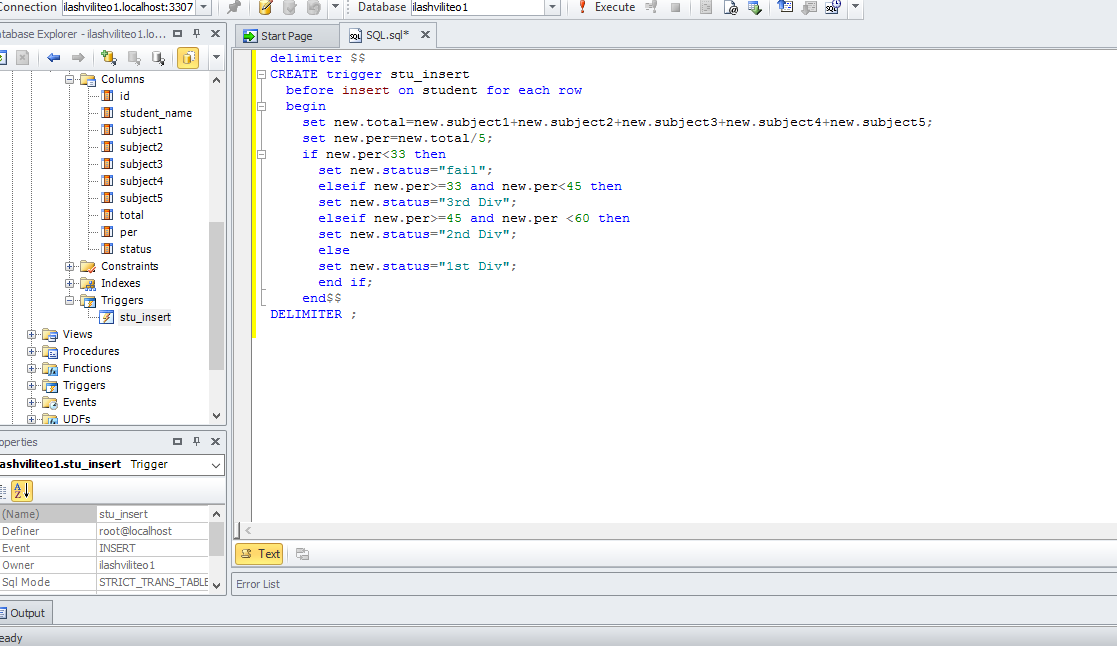 Connection ilashviliteo1.localhost:3307 Database ilashviliteo1 Execute
atabase Explorer - ilashviliteo1.lo...
Start Page
SQL.sql*
Columns
id
student_name
subject1
subject2
subject3
subject4
subject5
total
per
status
Constraints
Indexes
Triggers
stu_insert
Views
Procedures
Functions
Triggers
Events
UDFs
delimiter $$
CREATE trigger stu_insert
before insert on student for each row
begin
set new.total=new.subject1+new.subject2+new.subject3+new.subject4+new.subject5;
set new.per=new.total/5;
if new.per<33 then
set new.status="fail";
elseif new.per>=33 and new.per<45 then
set new.status="3rd Div";
elseif new.per>=45 and new.per <60 then
set new.status="2nd Div";
else
set new.status="1st Div";
end if;
end$$
DELIMITER ;
operties
ashviliteo1.stu_insert Trigger
(Name) stu_insert
Definer root@localhost
Event INSERT
Owner ilashviliteo1
Sql Mode STRICT_TRANS_TABLE
Text
Error List
Output
eady